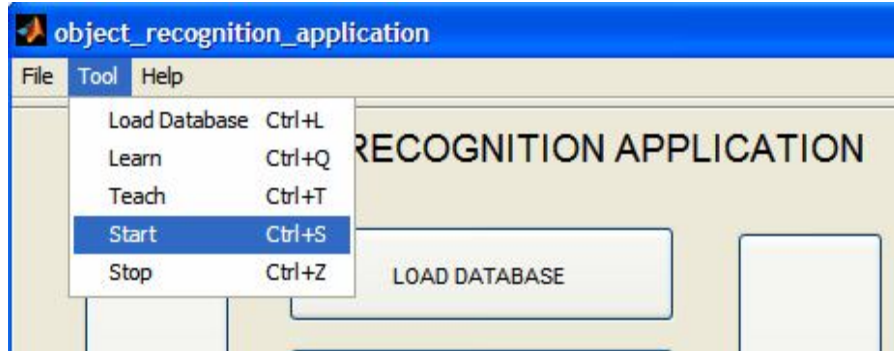 object_recognition_application
File Tool Help
Load Database Ctrl+L
Learn Ctrl+Q
Teach Ctrl+T
Start Ctrl+S
Stop Ctrl+Z
RECOGNITION APPLICATION
LOAD DATABASE